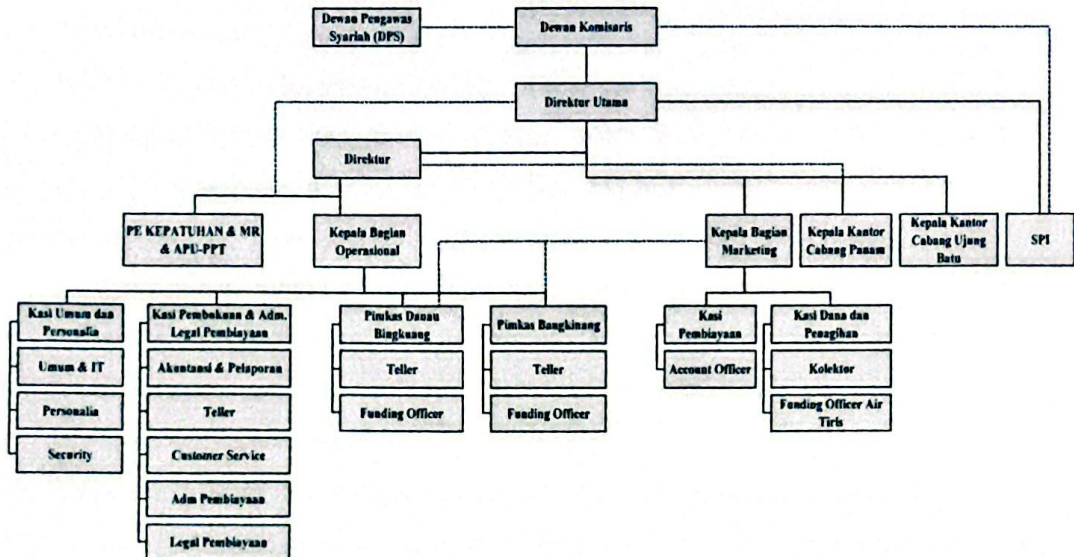 Dewan Pengawas
Syariah (DPS)
Dewan Komisaris
Direktur Utama
Direktur
PE KEPATUHAN & MR
& APU-PPT
Kepala Bagian
Operasional
Kepala Bagian
Marketing
Kepala Kantor
Cabang Panam
Kepala Kantor
Cabang Ujung
Batu
SPI
Kasi Umum dan
Personalia
Umum & IT
Personalia
Security
Kasi Pembukuan & Adm.
Legal Pembiayaan
Akuntansi & Pelaporan
Teller
Customer Service
Adm Pembiayaan
Legal Pembiayaan
Pimkas Danau
Bingkuang
Teller
Funding Officer
Pimkas Bangkinang
Teller
Funding Officer
Kasi
Pembiayaan
Account Officer
Kasi Dana dan
Penagihan
Kolektor
Funding Officer Air
Tiris